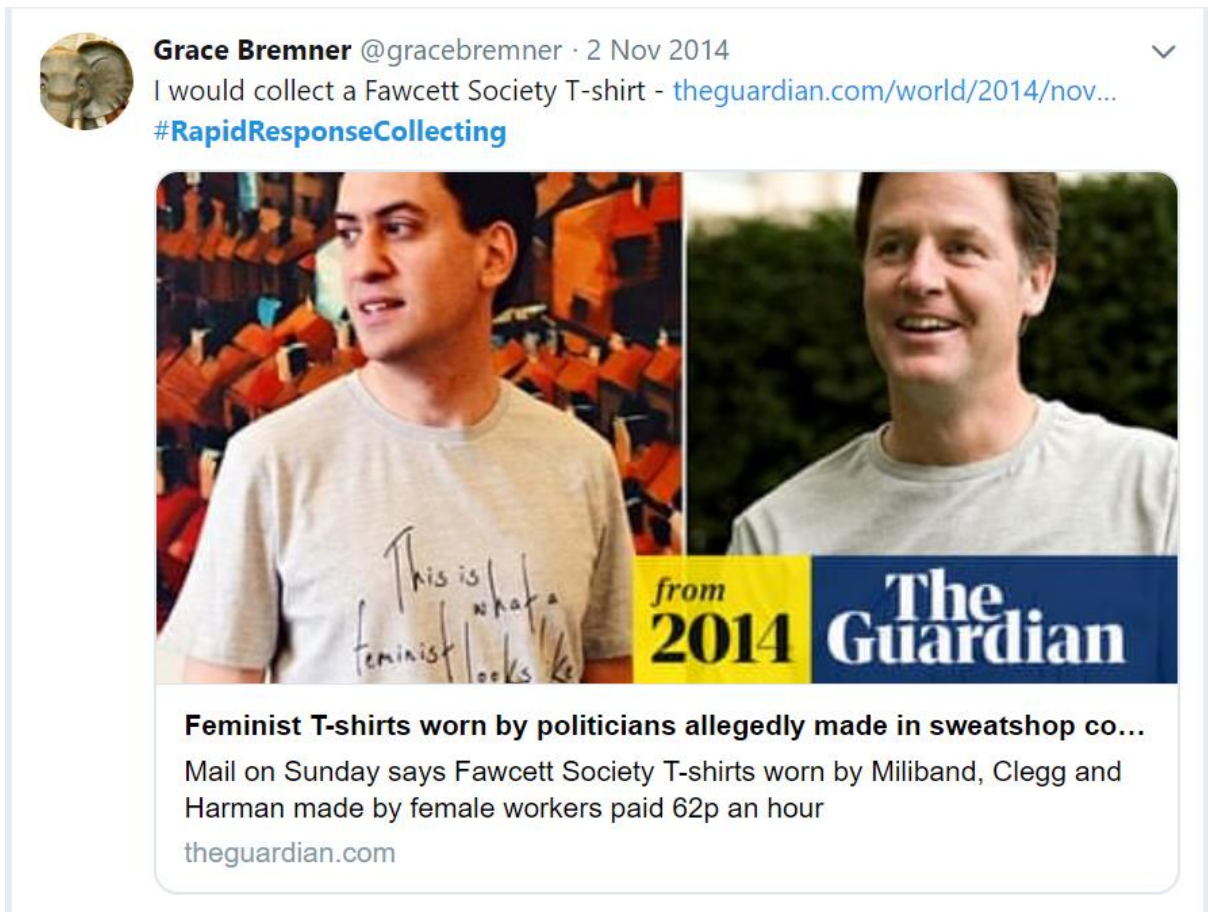 Grace Bremner @gracebremner · 2 Nov 2014
I would collect a Fawcett Society T-shirt - theguardian.com/world/2014/nov...
#RapidResponseCollecting
This is
what a
feminist looks like
from
2014
The
Guardian
Feminist T-shirts worn by politicians allegedly made in sweatshop co...
Mail on Sunday says Fawcett Society T-shirts worn by Miliband, Clegg and
Harman made by female workers paid 62p an hour
theguardian.com